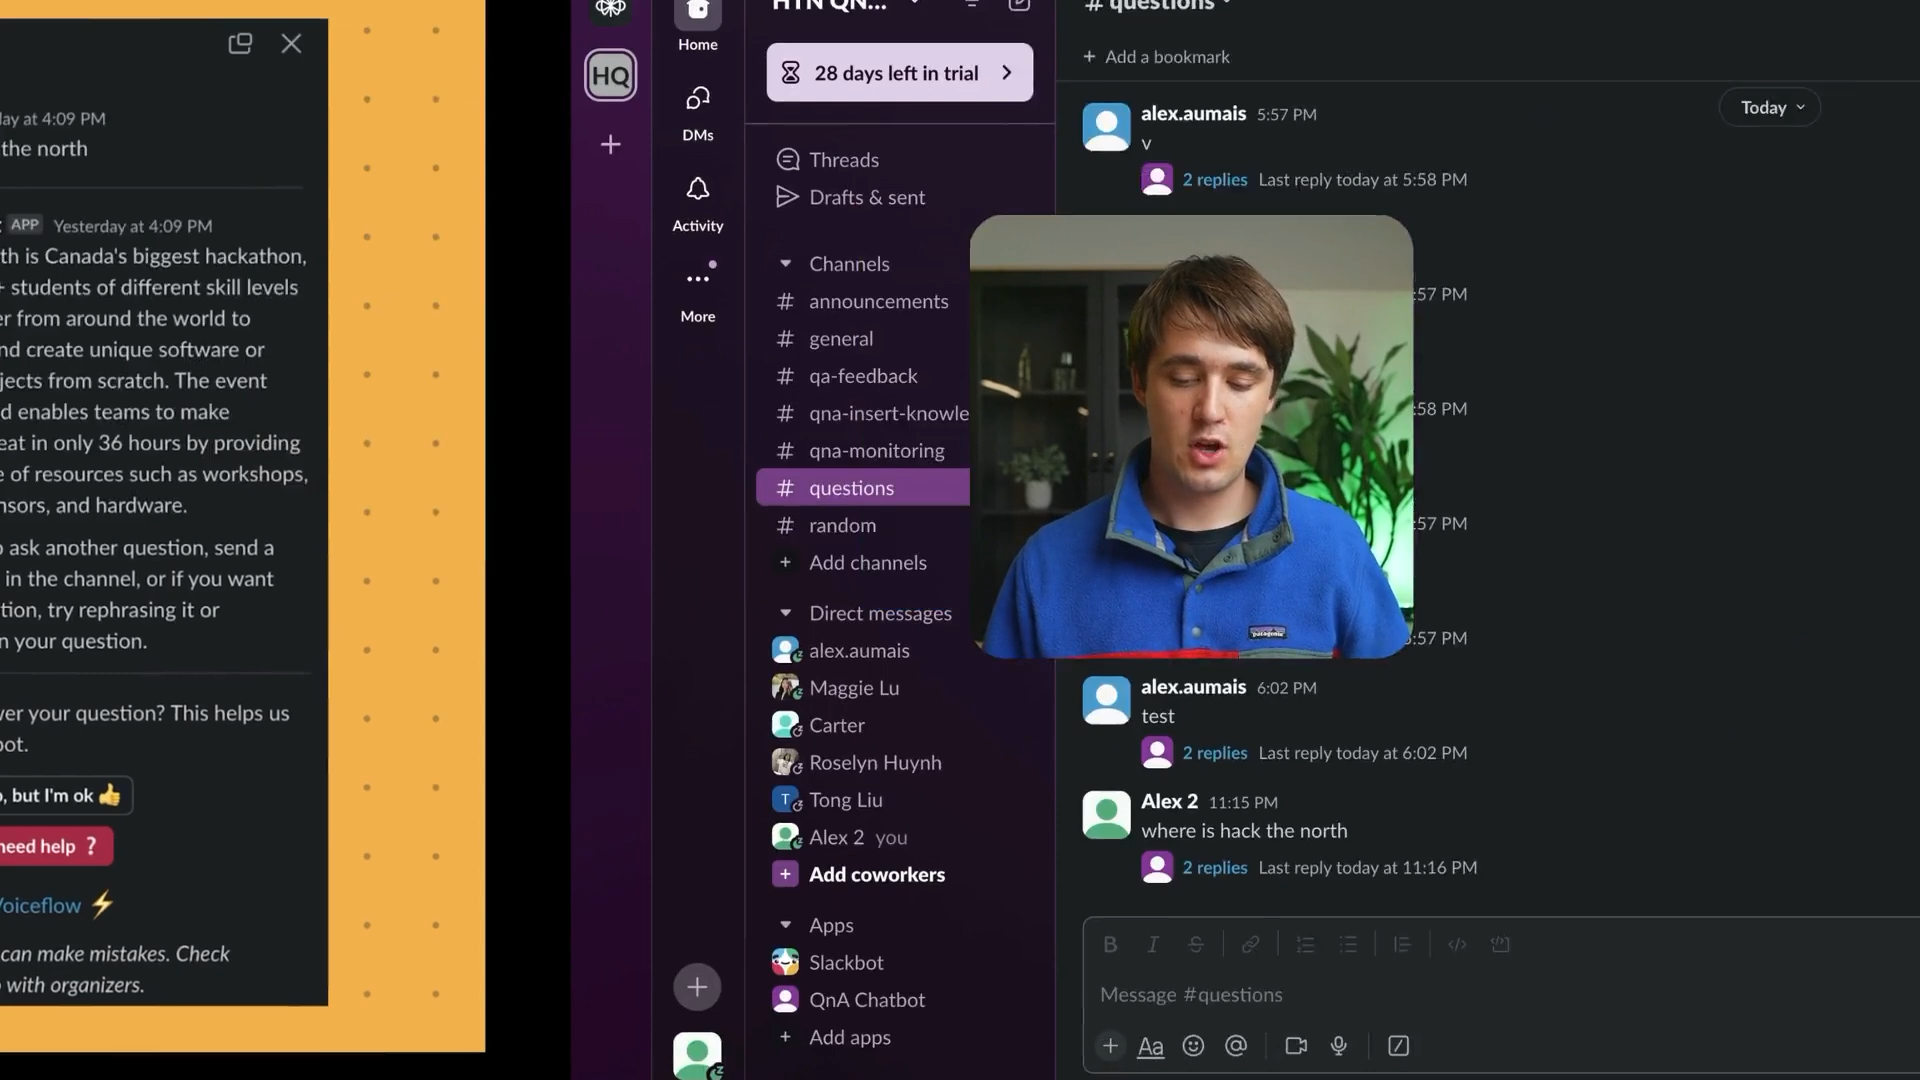 ay at 4:09 PM
the north
APP Yesterday at 4:09 PM
th is Canada's biggest hackathon,
+ students of different skill levels
er from around the world to
nd create unique software or
jects from scratch. The event
d enables teams to make
eat in only 36 hours by providing
e of resources such as workshops,
nsors, and hardware.
o ask another question, send a
in the channel, or if you want
tion, try rephrasing it or
n your question.
ver your question? This helps us
oot.
o, but I'm ok 👍
need help ❓
Voiceflow ⚡
can make mistakes. Check
o with organizers.
HQ
Home
DMs
Activity
More
HTN QN...
28 days left in trial
Threads
Drafts & sent
Channels
# announcements
# general
# qa-feedback
# qna-insert-knowle
# qna-monitoring
# questions
# random
+ Add channels
Direct messages
alex.aumais
Maggie Lu
Carter
Roselyn Huynh
T Tong Liu
Alex 2 you
+ Add coworkers
Apps
Slackbot
QnA Chatbot
+ Add apps
# questions
+ Add a bookmark
Today
alex.aumais 5:57 PM
v
2 replies Last reply today at 5:58 PM
:57 PM
:58 PM
:57 PM
5:57 PM
patagonia
alex.aumais 6:02 PM
test
2 replies Last reply today at 6:02 PM
Alex 2 11:15 PM
where is hack the north
2 replies Last reply today at 11:16 PM
B I S
Message #questions
+ Aa @